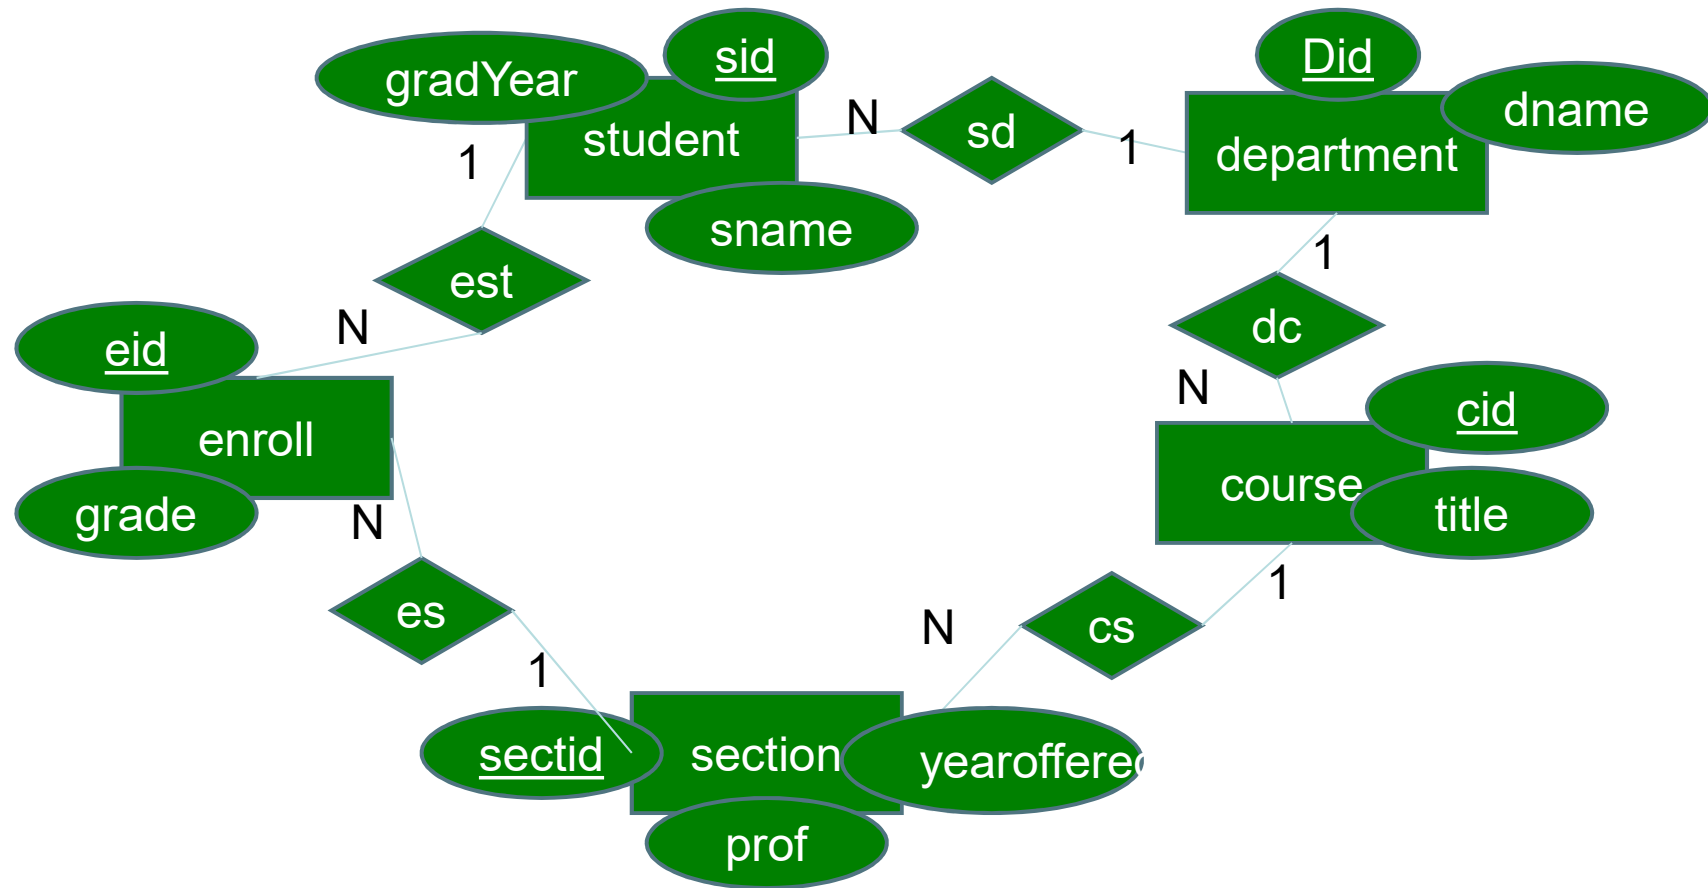 sid
Did
gradYear
dname
N
sd
student
1
department
1
sname
1
est
N
dc
eid
N
cid
enroll
course
grade
title
N
1
es
cs
N
1
sectid
section
yearoffered
prof